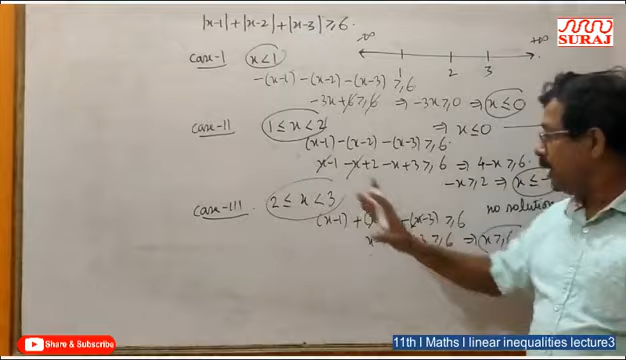 |x-1| + |x-2| + |x-3| ≥ 6.
SURAJ
-∞ +∞
Case-I x < 1
1 2 3
-(x-1) -(x-2) -(x-3) ≥ 6
-3x+6 ≥ 6 ⇒ -3x ≥ 0 ⇒ x ≤ 0
⇒ x ≤ 0
Case-II 1 ≤ x < 2
(x-1) -(x-2) -(x-3) ≥ 6.
x-1 -x+2 -x+3 ≥ 6 ⇒ 4-x ≥ 6.
-x ≥ 2 ⇒ x ≤ -
no solution
Case-III 2 ≤ x < 3
(x-1) + -(x-3) ≥ 6
x 3 ≥ 6 ⇒ x ≥ 6
Share & Subscribe
11th I Maths I linear inequalities lecture3